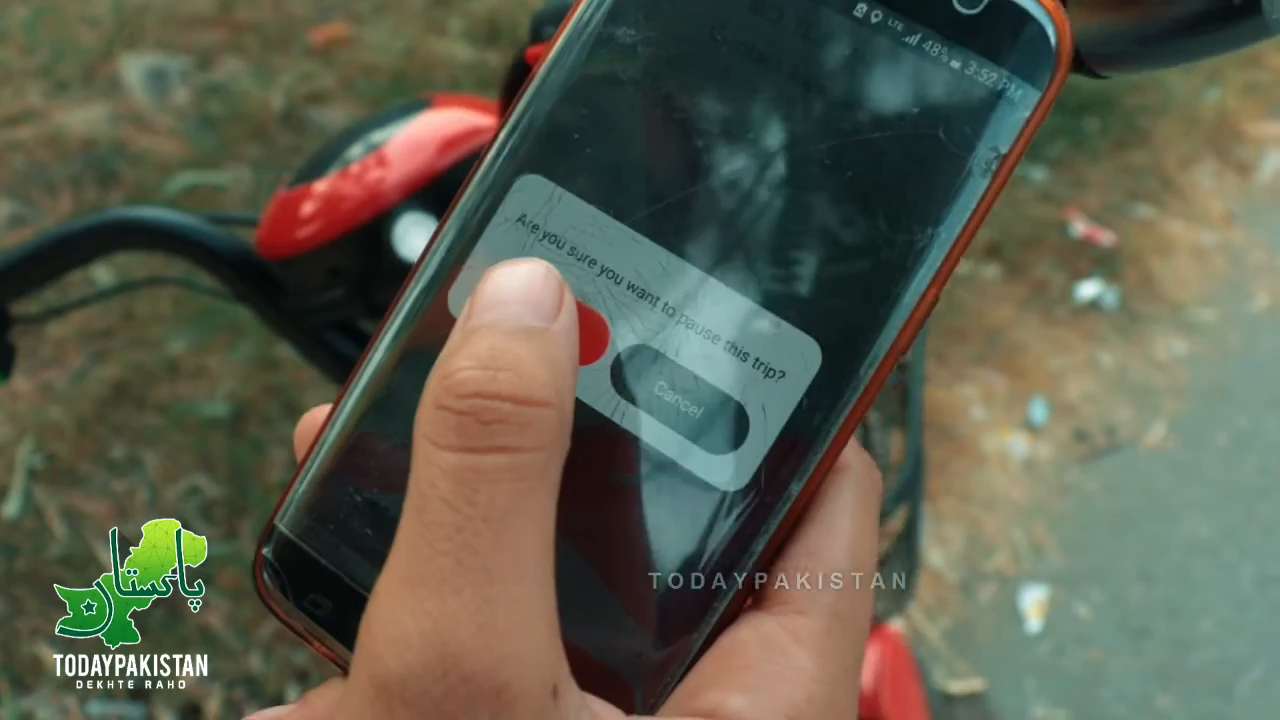 LTE 48% 3:52 PM
Are you sure you want to pause this trip?
Cancel
TODAYPAKISTAN
پاکستان
TODAYPAKISTAN
DEKHTE RAHO